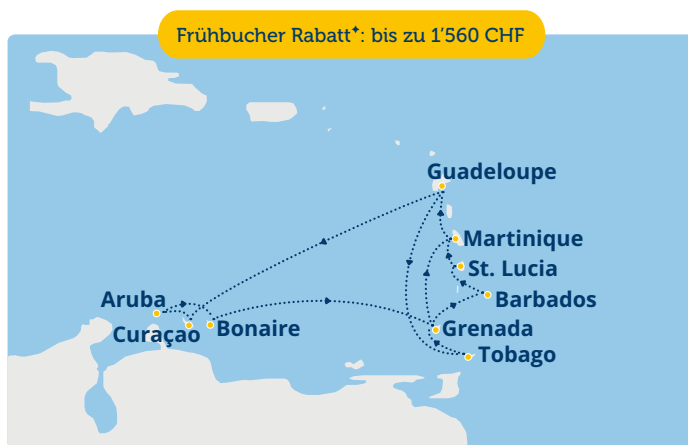 Frühbucher Rabatt✦: bis zu 1’560 CHF
Guadeloupe
Martinique
St. Lucia
Barbados
Aruba
Curaçao
Bonaire
Grenada
Tobago